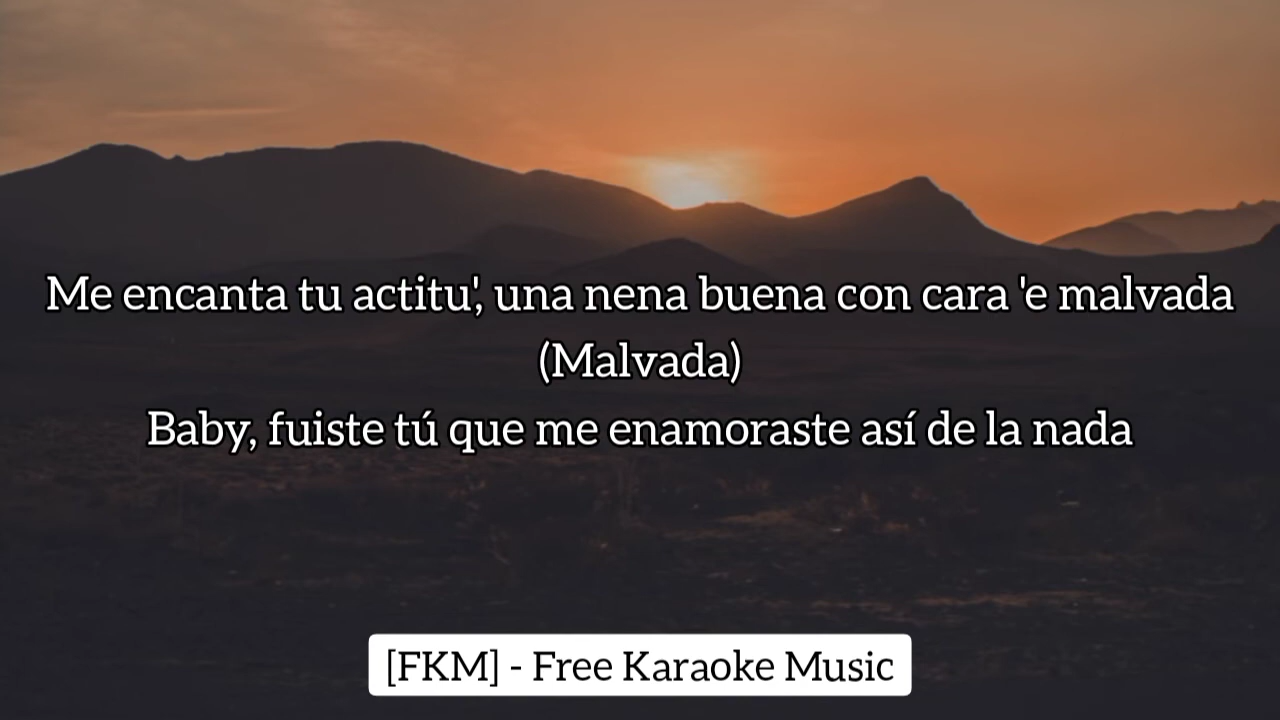 Me encanta tu actitu', una nena buena con cara 'e malvada
(Malvada)
Baby, fuiste tú que me enamoraste así de la nada
[FKM] - Free Karaoke Music